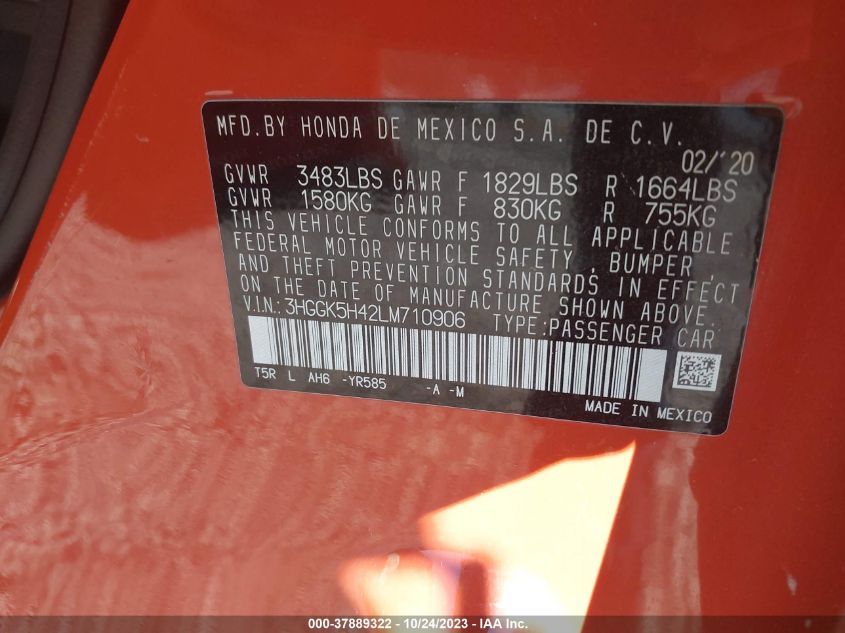 MFD.BY HONDA DE MEXICO S.A. DE C.V.
02/'20
GVWR 3483LBS GAWR F 1829LBS R 1664LBS
GVWR 1580KG GAWR F 830KG R 755KG
THIS VEHICLE CONFORMS TO ALL APPLICABLE
FEDERAL MOTOR VEHICLE SAFETY, BUMPER,
AND THEFT PREVENTION STANDARDS IN EFFECT
ON THE DATE OF MANUFACTURE SHOWN ABOVE.
V.I.N.: 3HGGK5H42LM710906 TYPE:PASSENGER CAR
T5R L AH6 -YR585 -A -M
MADE IN MEXICO
000-37889322 - 10/24/2023 - IAA Inc.